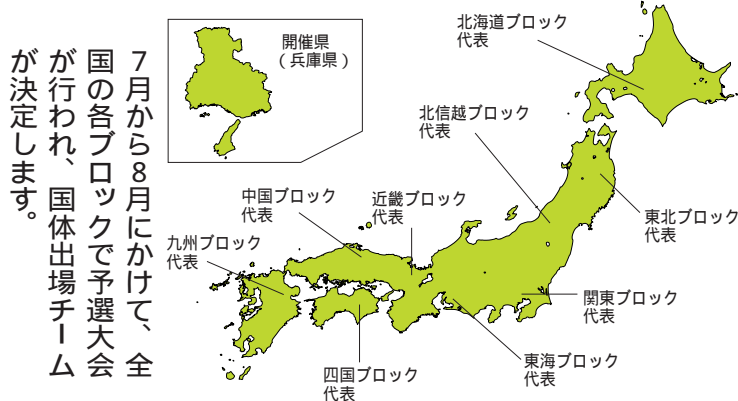 7月から8月にかけて、全
国の各ブロックで予選大会
が行われ、国体出場チーム
が決定します。
開催県
(兵庫県)
北海道ブロック
代表
北信越ブロック
代表
中国ブロック
代表
近畿ブロック
代表
九州ブロック
代表
東北ブロック
代表
関東ブロック
代表
東海ブロック
代表
四国ブロック
代表